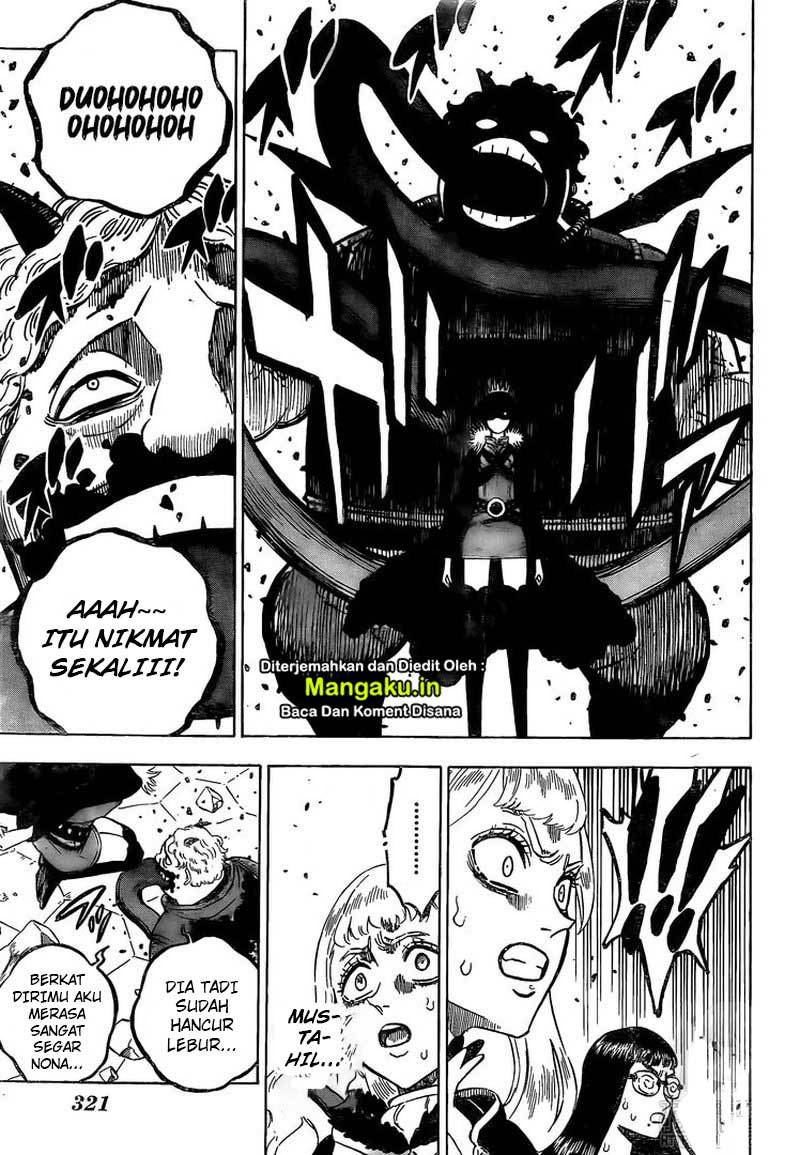 DUOHOHOHO
OHOHOHOH
AAAH~~
ITU NIKMAT
SEKALIII!
Diterjemahkan dan Diedit Oleh :
Mangaku.in
Baca Dan Koment Disana
.........
MUS-
TA-
HIL...
DIA TADI
SUDAH
HANCUR
LEBUR...
BERKAT
DIRIMU AKU
MERASA
SANGAT
SEGAR
NONA...
321